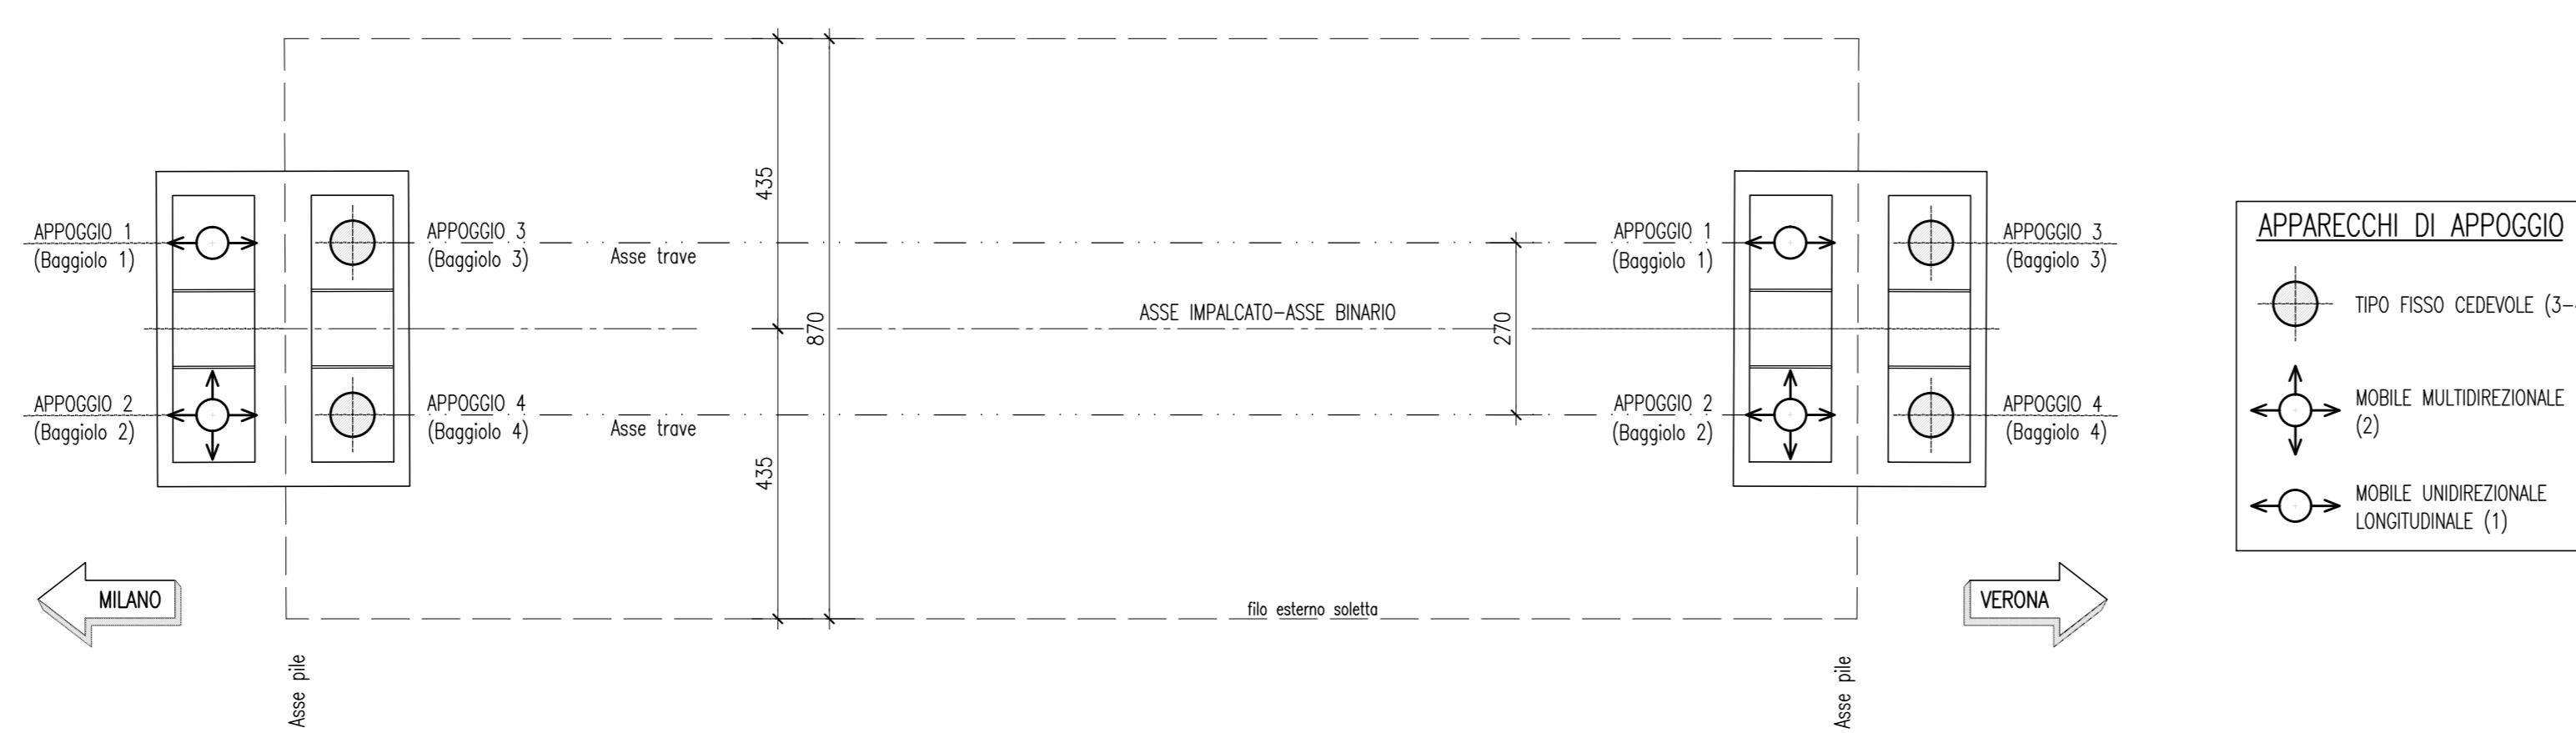 APPOGGIO 1
(Baggiolo 1)
APPOGGIO 2
(Baggiolo 2)
MILANO
APPOGGIO 3
(Baggiolo 3)
APPOGGIO 4
(Baggiolo 4)
Asse pile
Asse trave
Asse trave
435
870
435
ASSE IMPALCATO-ASSE BINARIO
270
filo esterno soletta
APPOGGIO 1
(Baggiolo 1)
APPOGGIO 2
(Baggiolo 2)
APPOGGIO 3
(Baggiolo 3)
APPOGGIO 4
(Baggiolo 4)
VERONA
Asse pile
APPARECCHI DI APPOGGIO
TIPO FISSO CEDEVOLE (3-
MOBILE MULTIDIREZIONALE
(2)
MOBILE UNIDIREZIONALE
LONGITUDINALE (1)